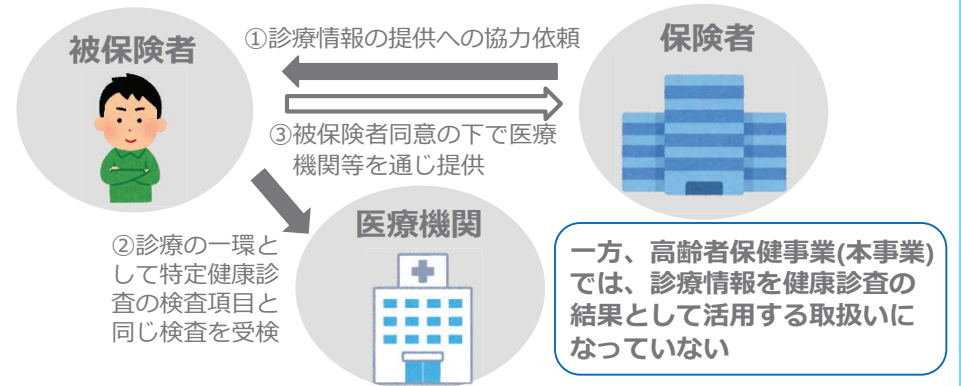 被保険者
①診療情報の提供への協力依頼
保険者
③被保険者同意の下で医療
機関等を通じ提供
②診療の一環と
して特定健康診
査の検査項目と
同じ検査を受検
医療機関
一方、高齢者保健事業(本事業)
では、診療情報を健康診査の
結果として活用する取扱いに
なっていない